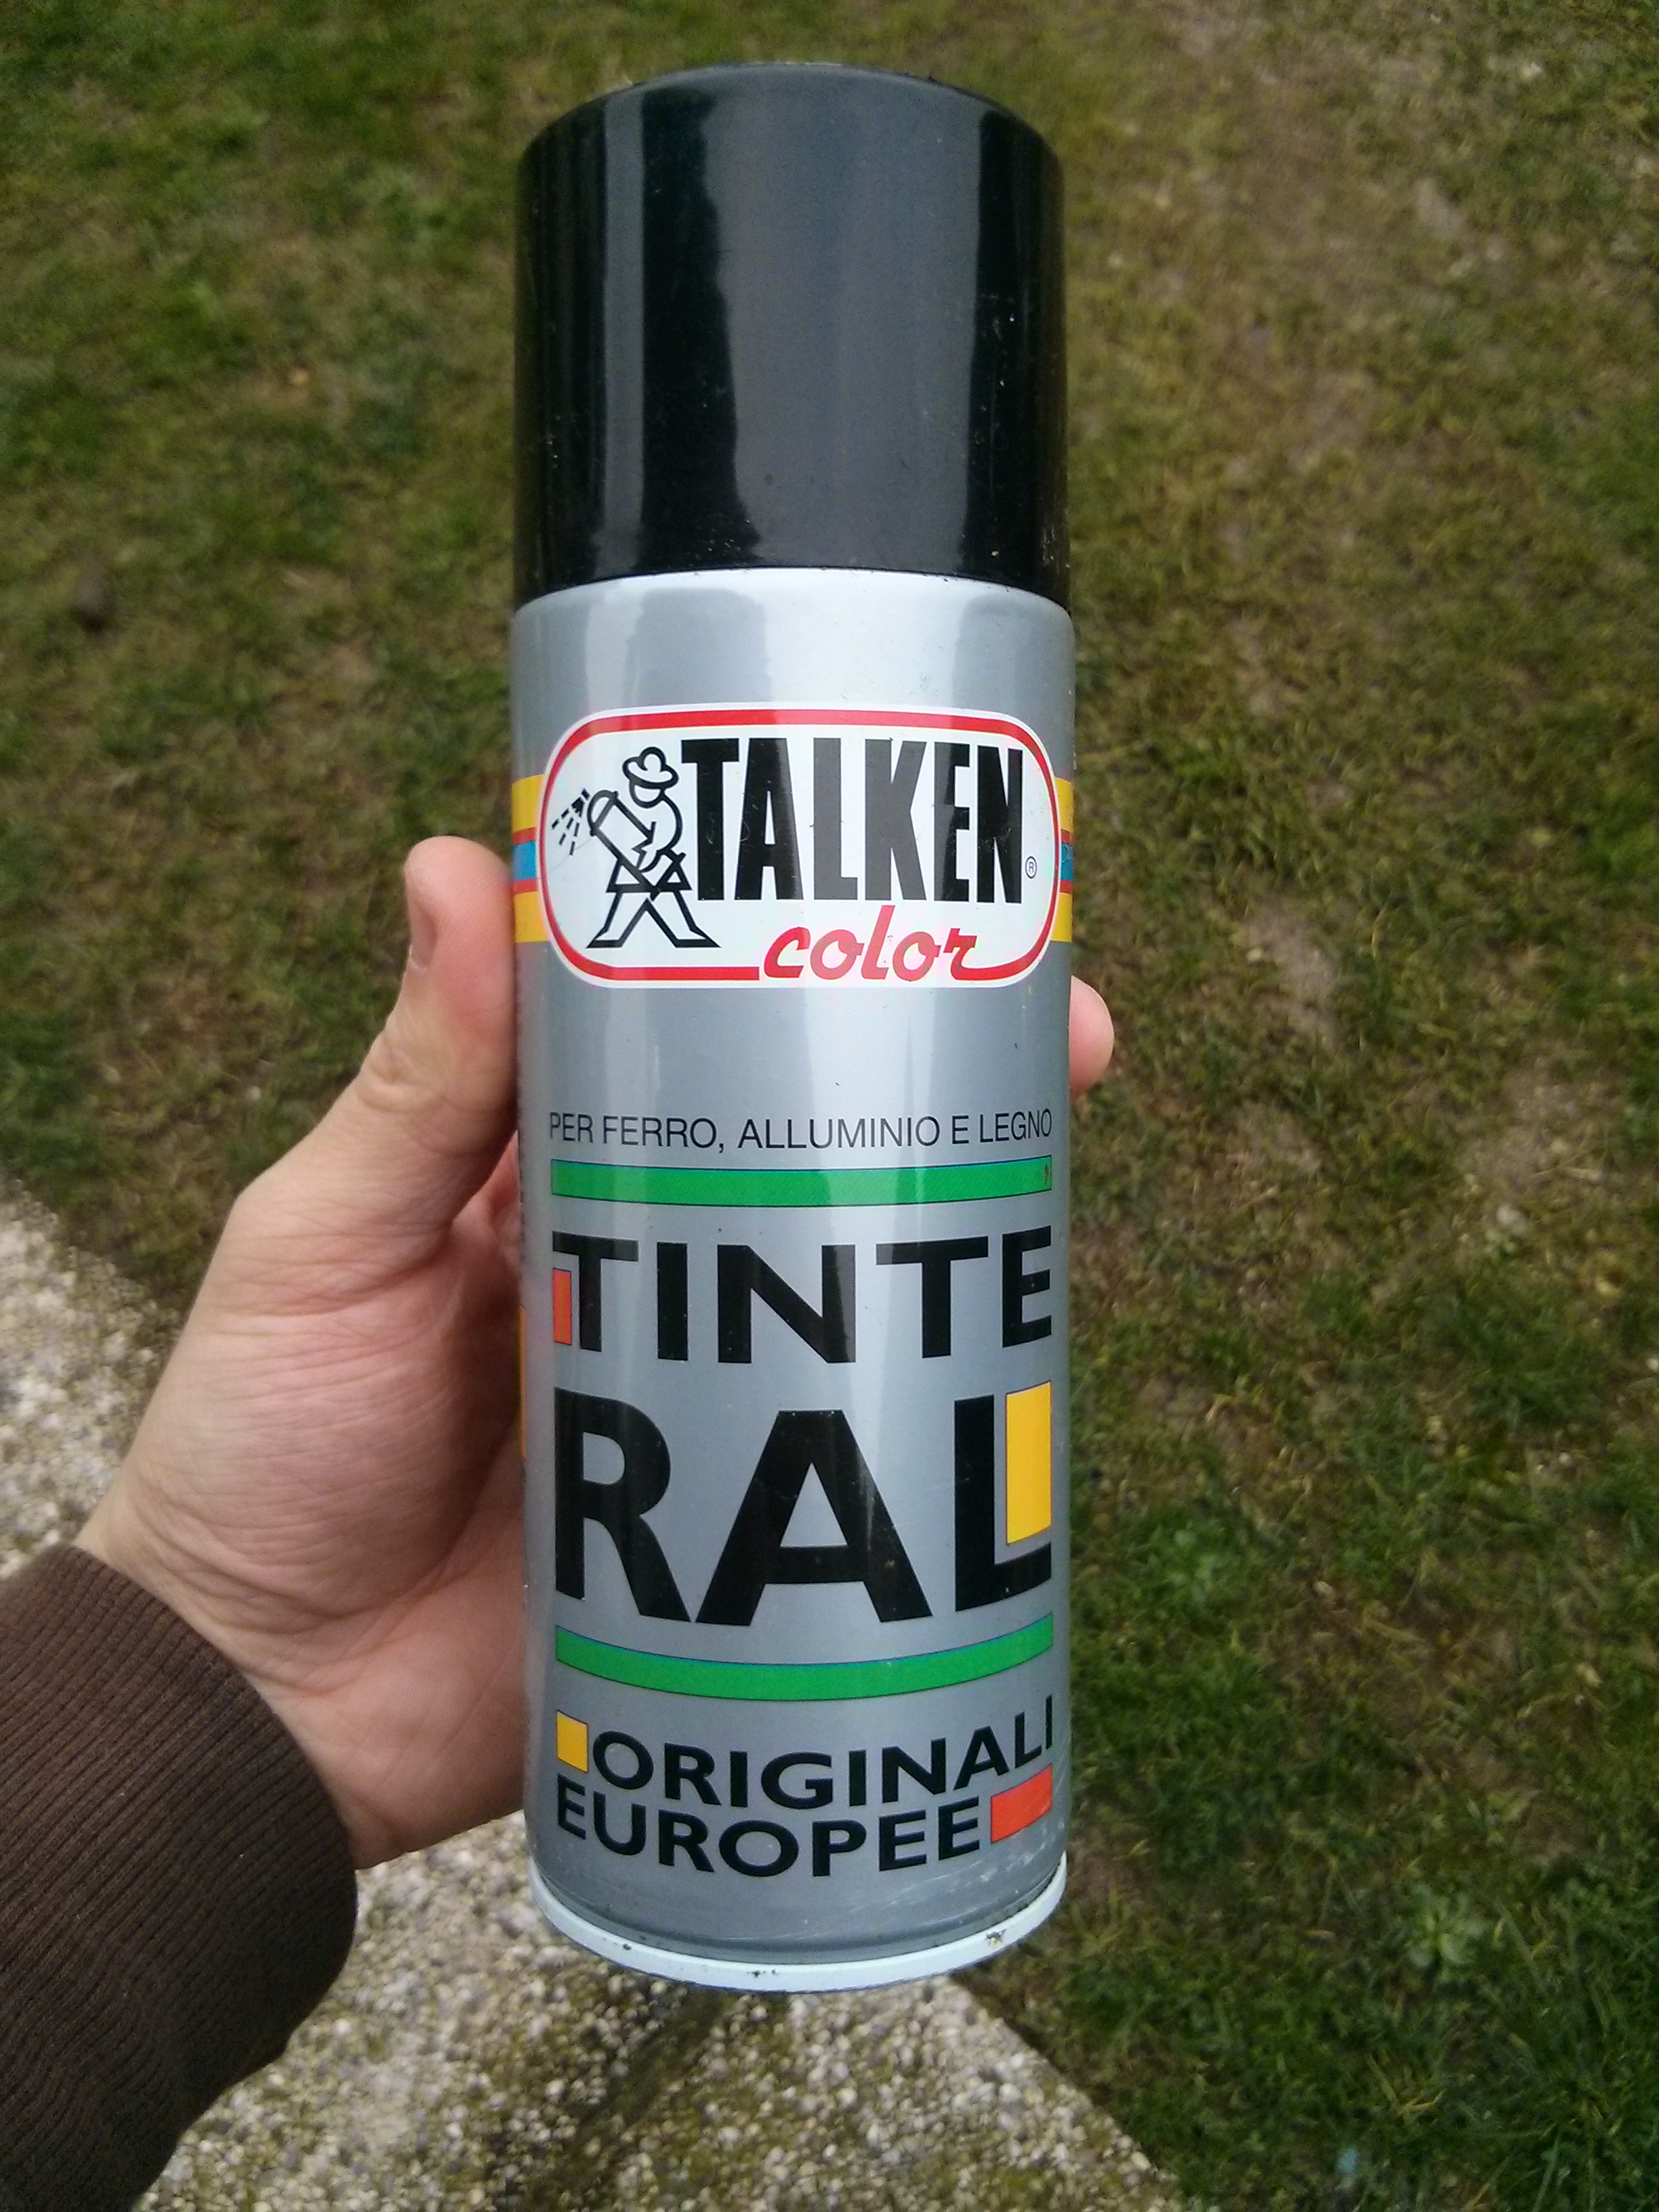 TALKEN®
color
PER FERRO, ALLUMINIO E LEGNO
TINTE
RAL
ORIGINALI
EUROPEE